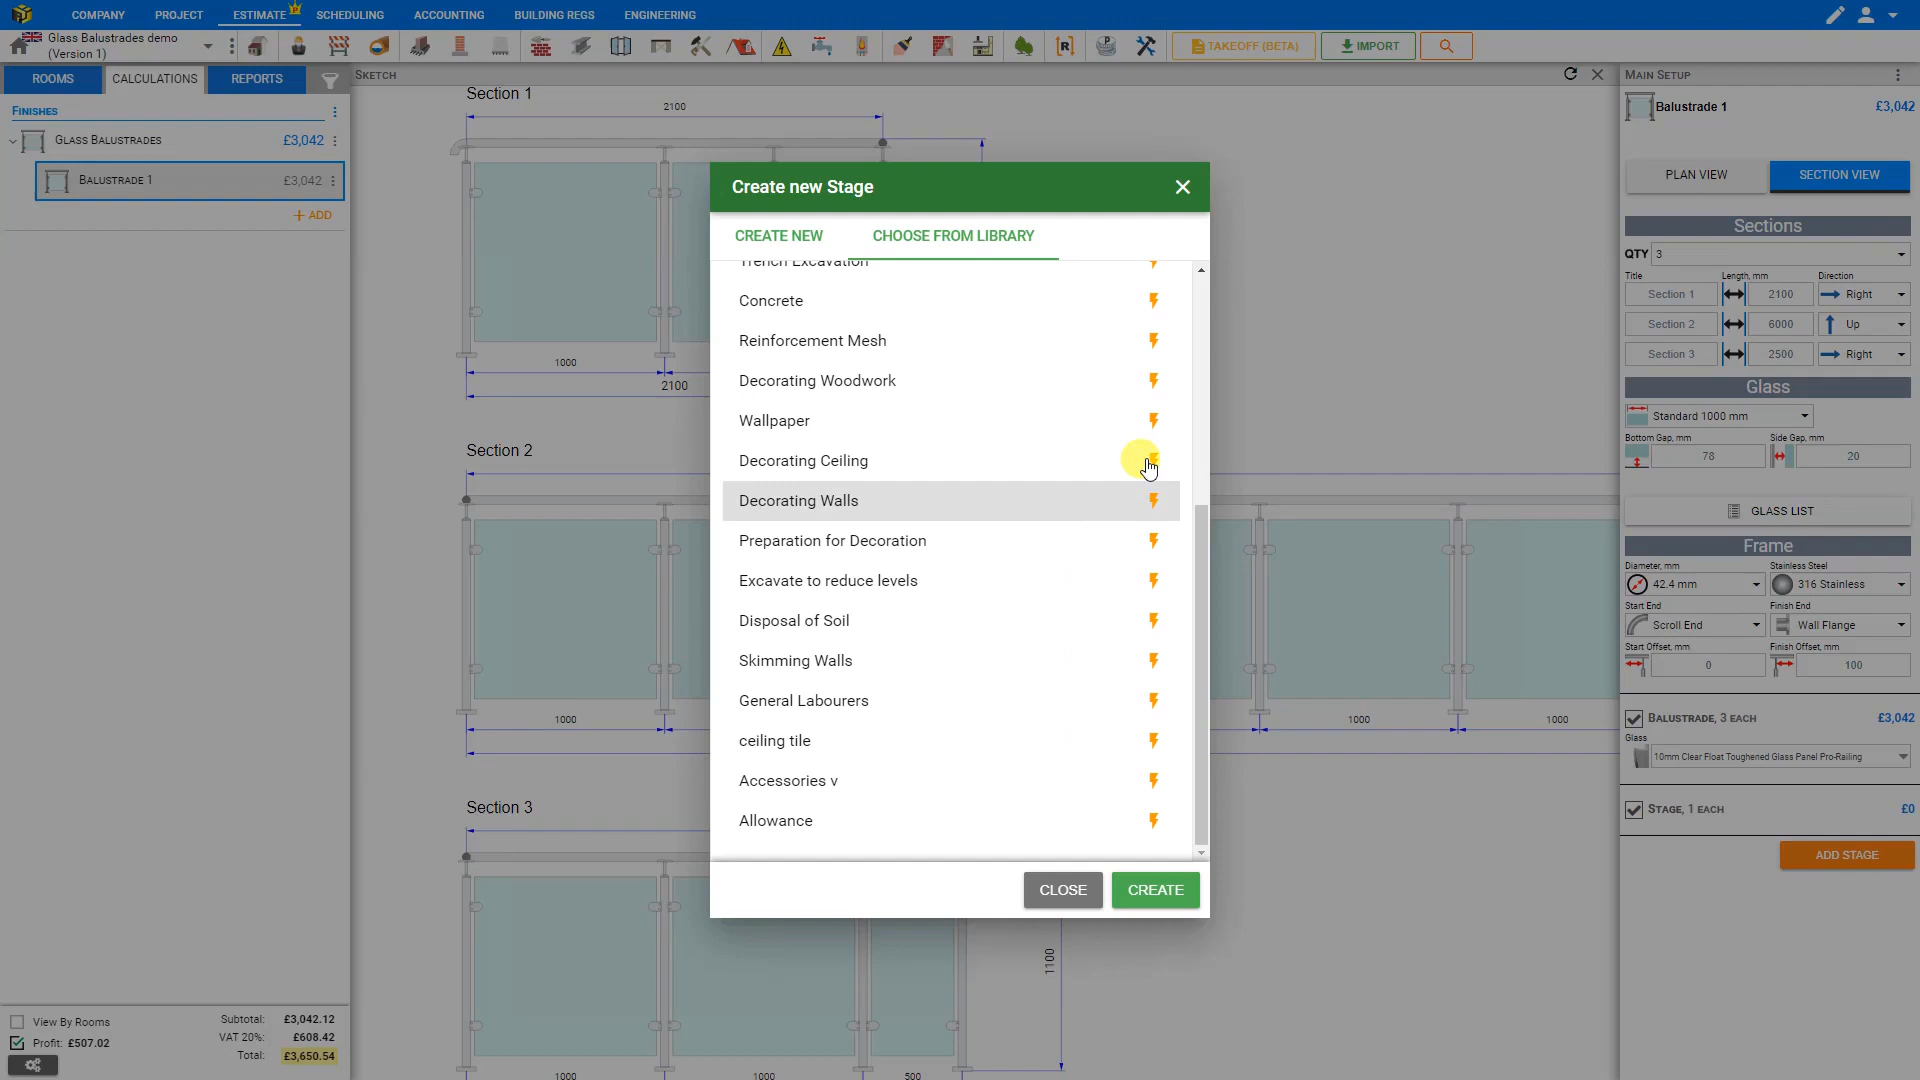 COMPANY PROJECT ESTIMATE SCHEDULING ACCOUNTING BUILDING REGS ENGINEERING
Glass Balustrades demo
(Version 1)
TAKEOFF (BETA) IMPORT
ROOMS CALCULATIONS REPORTS
SKETCH
FINISHES
GLASS BALUSTRADES £3,042
BALUSTRADE 1 £3,042
+ ADD
View By Rooms
Profit: £507.02
Subtotal: £3,042.12
VAT 20%: £608.42
Total: £3,650.54
Section 1
2100
1000
2100
Section 2
1000
1000
1000
Section 3
1100
1000
1000
500
Create new Stage
CREATE NEW CHOOSE FROM LIBRARY
Trench Excavation
Concrete
Reinforcement Mesh
Decorating Woodwork
Wallpaper
Decorating Ceiling
Decorating Walls
Preparation for Decoration
Excavate to reduce levels
Disposal of Soil
Skimming Walls
General Labourers
ceiling tile
Accessories v
Allowance
CLOSE CREATE
MAIN SETUP
Balustrade 1 £3,042
PLAN VIEW SECTION VIEW
Sections
QTY 3
Title Length, mm Direction
Section 1 2100 Right
Section 2 6000 Up
Section 3 2500 Right
Glass
Standard 1000 mm
Bottom Gap, mm Side Gap, mm
78 20
GLASS LIST
Frame
Diameter, mm Stainless Steel
42.4 mm 316 Stainless
Start End Finish End
Scroll End Wall Flange
Start Offset, mm Finish Offset, mm
0 100
BALUSTRADE, 3 EACH £3,042
Glass
10mm Clear Float Toughened Glass Panel Pro-Railing
STAGE, 1 EACH £0
ADD STAGE